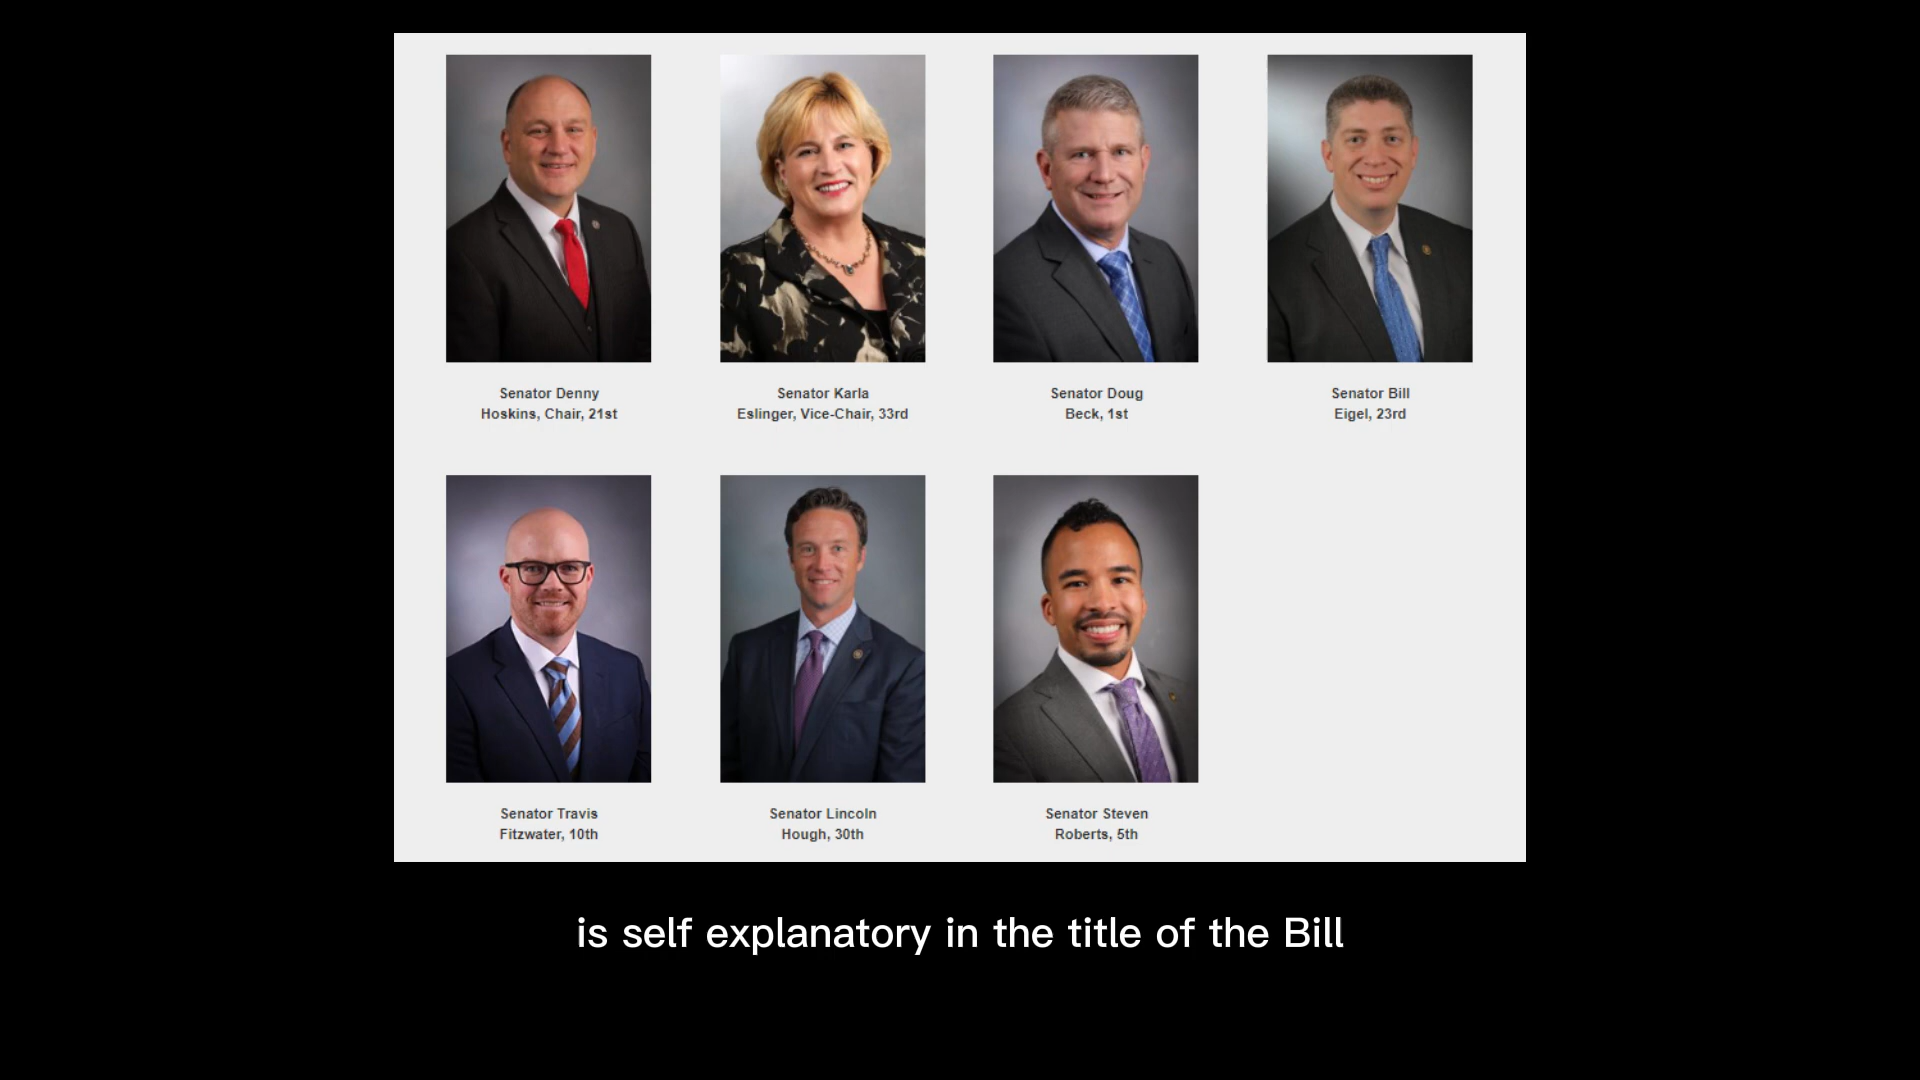 Senator Denny
Hoskins, Chair, 21st
Senator Karla
Eslinger, Vice-Chair, 33rd
Senator Doug
Beck, 1st
Senator Bill
Eigel, 23rd
Senator Travis
Fitzwater, 10th
Senator Lincoln
Hough, 30th
Senator Steven
Roberts, 5th
is self explanatory in the title of the Bill